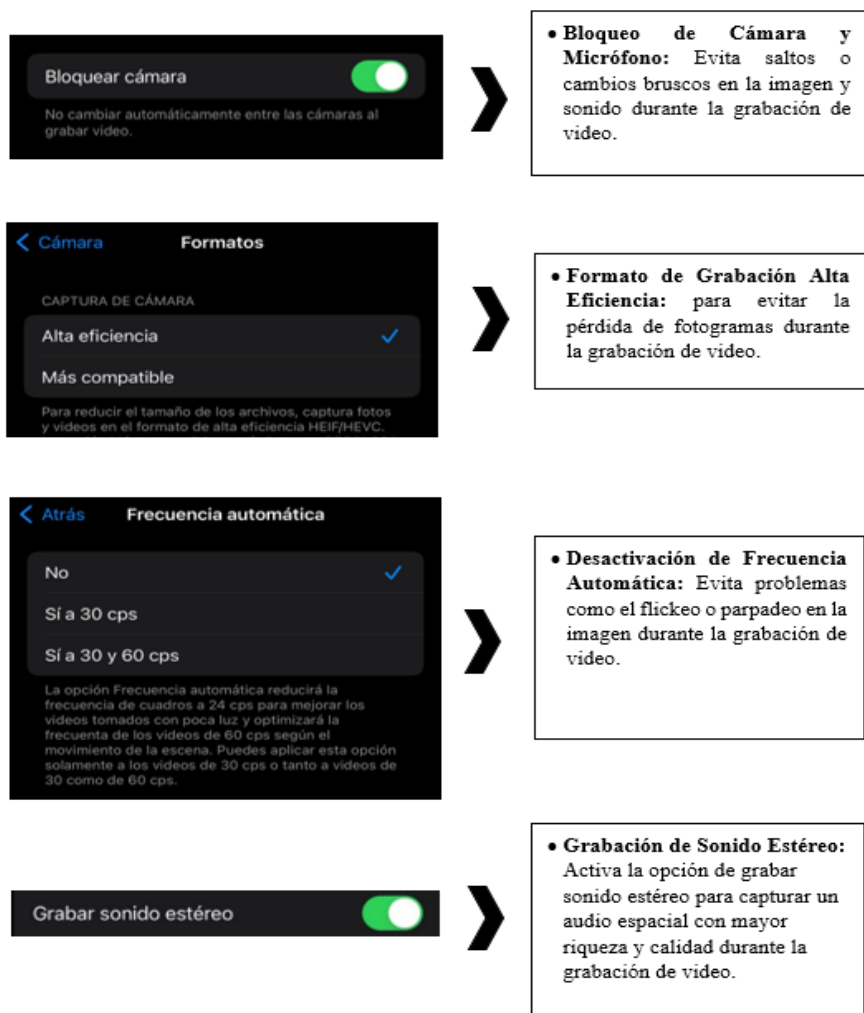 Bloquear cámara
No cambiar automáticamente entre las cámaras al
grabar video.
• Bloqueo de Cámara y
Micrófono: Evita saltos o
cambios bruscos en la imagen y
sonido durante la grabación de
video.
Cámara Formatos
CAPTURA DE CÁMARA
Alta eficiencia
Más compatible
Para reducir el tamaño de los archivos, captura fotos
y videos en el formato de alta eficiencia HEIF/HEVC.
• Formato de Grabación Alta
Eficiencia: para evitar la
pérdida de fotogramas durante
la grabación de video.
Atrás Frecuencia automática
No
Sí a 30 cps
Sí a 30 y 60 cps
La opción Frecuencia automática reducirá la
frecuencia de cuadros a 24 cps para mejorar los
videos tomados con poca luz y optimizará la
frecuenta de los videos de 60 cps según el
movimiento de la escena. Puedes aplicar esta opción
solamente a los videos de 30 cps o tanto a videos de
30 como de 60 cps.
• Desactivación de Frecuencia
Automática: Evita problemas
como el flickeo o parpadeo en la
imagen durante la grabación de
video.
Grabar sonido estéreo
• Grabación de Sonido Estéreo:
Activa la opción de grabar
sonido estéreo para capturar un
audio espacial con mayor
riqueza y calidad durante la
grabación de video.